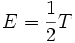 E = \frac{1}{2}T